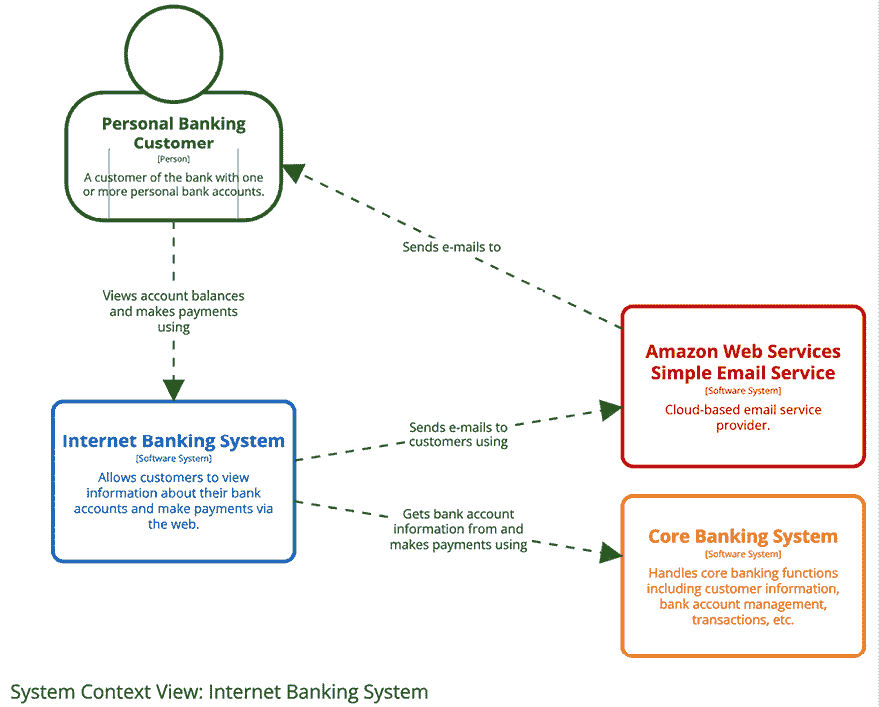 Personal Banking
Customer
[Person]
A customer of the bank with one
or more personal bank accounts.
Sends e-mails to
Views account balances
and makes payments
using
Amazon Web Services
Simple Email Service
[Software System]
Cloud-based email service
provider.
Internet Banking System
[Software System]
Allows customers to view
information about their bank
accounts and make payments via
the web.
Sends e-mails to
customers using
Gets bank account
information from and
makes payments using
Core Banking System
[Software System]
Handles core banking functions
including customer information,
bank account management,
transactions, etc.
System Context View: Internet Banking System